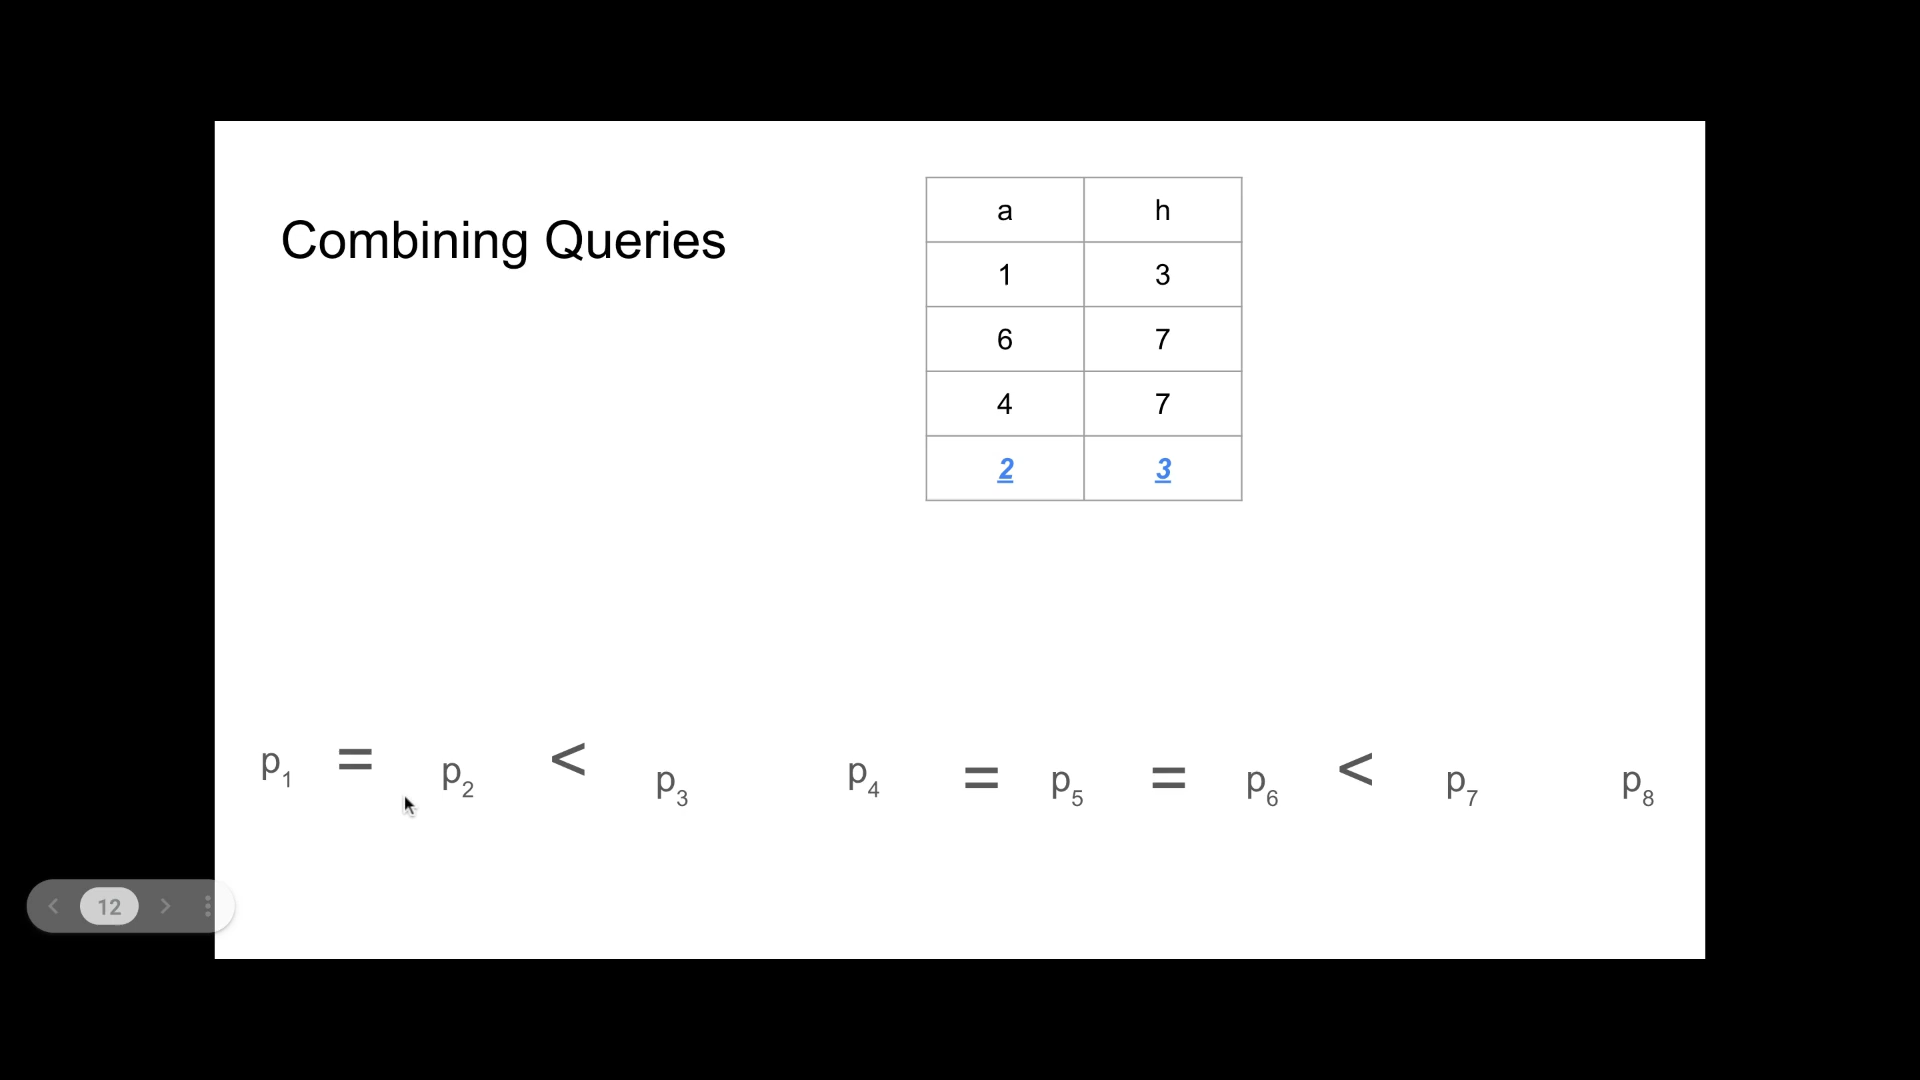 Combining Queries
a h
1 3
6 7
4 7
2 3
p1 = p2 < p3 p4 = p5 = p6 < p7 p8
12